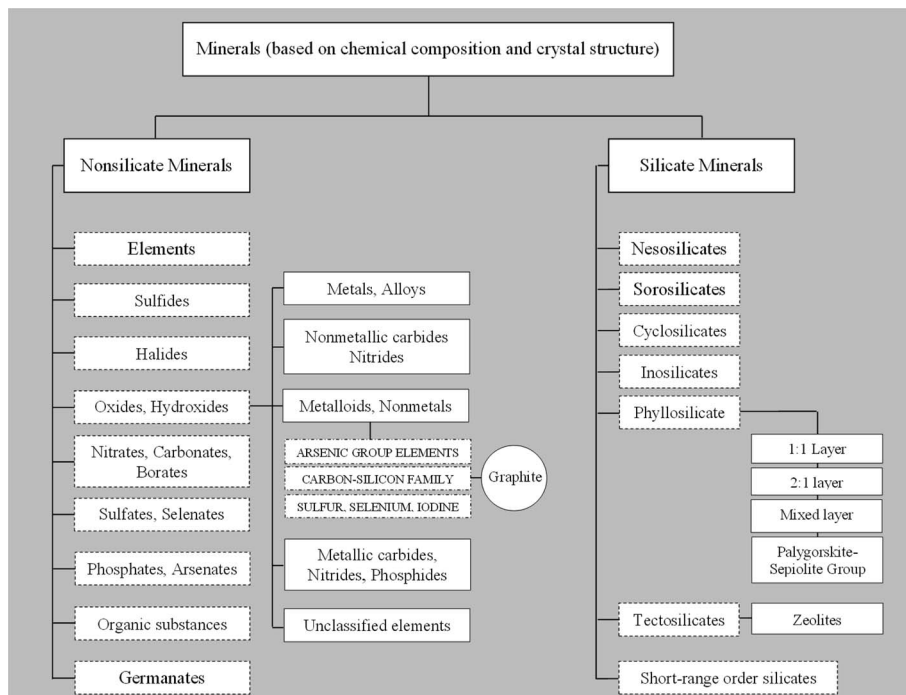 Minerals (based on chemical composition and crystal structure)
Nonsilicate Minerals
Elements
Sulfides
Halides
Oxides, Hydroxides
Nitrates, Carbonates,
Borates
Sulfates, Selenates
Phosphates, Arsenates
Organic substances
Germanates
Metals, Alloys
Nonmetallic carbides
Nitrides
Metalloids, Nonmetals
ARSENIC GROUP ELEMENTS
CARBON-SILICON FAMILY
SULFUR, SELENIUM, IODINE
Graphite
Metallic carbides,
Nitrides, Phosphides
Unclassified elements
Silicate Minerals
Nesosilicates
Sorosilicates
Cyclosilicates
Inosilicates
Phyllosilicate
1:1 Layer
2:1 layer
Mixed layer
Palygorskite-
Sepiolite Group
Tectosilicates
Zeolites
Short-range order silicates